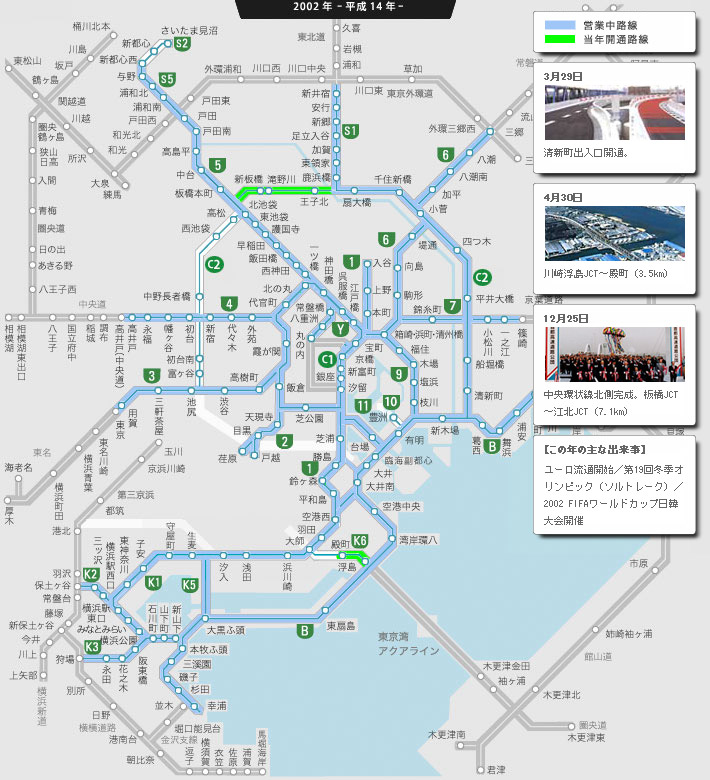 2002 年 －平成 14 年－
営業中路線
当年開通路線
3月29日
清新町出入口開通。
4月30日
川崎浮島JCT～殿町（3.5km）
12月25日
中央環状線北側完成。板橋JCT
～江北JCT（7.1km）
【この年の主な出来事】
ユーロ流通開始／第19回冬季オ
リンピック（ソルトレーク）／
2002 FIFAワールドカップ日韓
大会開催
桶川北本
さいたま見沼
S2
久喜
東北道
岩槻
浦和
川島
新都心
新都心西
坂戸
東松山
与野
S5
外環浦和
川口西
川口中央
草加
常磐道
鶴ヶ島
浦和北
浦和南
関越道
戸田東
川口東
東京外環道
新井宿
安行
流山
川越
戸田西
戸田
新郷
外環三郷西
三郷
圏央
鶴ヶ島
和光北
戸田南
足立入谷
S1
狭山
日高
所沢
和光
高島平
加賀
東領家
八潮
6
入間
大泉
練馬
中台
5
新板橋
滝野川
鹿浜橋
八潮南
板橋本町
千住新橋
加平
青梅
北池袋
王子北
扇大橋
小菅
圏央道
高松
東池袋
西池袋
護国寺
早稲田
6
堤通
四つ木
日の出
飯田橋
一ツ橋
神田橋
呉服橋
江戸橋
1
入谷
あきる野
C2
西神田
上野
向島
C2
八王子西
北の丸
駒形
平井大橋
京葉道路
中央道
中野長者橋
代官町
常盤橋
八重洲
本町
錦糸町
7
4
丸の内
Y
箱崎・浜町・清洲橋
相模湖
相模湖東出口
八王子
国立府中
稲城
調布
高井戸（中央道）
高井戸
永福
幡ヶ谷
初台
新宿
代々木
外苑
霞が関
C1
宝町
京橋
福住
木場
小松川
一之江
篠崎
初台南
銀座
新富町
9
塩浜
船堀橋
富ヶ谷
高樹町
汐留
3
飯倉
10
枝川
清新町
11
豊洲
東京
用賀
三軒茶屋
池尻
渋谷
天現寺
芝公園
目黒
2
芝浦
台場
有明
新木場
葛西
舞浜
浦安
B
東名
東名川崎
玉川
京浜川崎
荏原
戸越
勝島
臨海副都心
海老名
横浜青葉
1
大井
横浜町田
第三京浜
鈴ヶ森
大井南
厚木
都筑
平和島
空港中央
港北
空港西
守屋町
生麦
羽田
大師
殿町
K6
湾岸環八
三ッ沢
横浜駅西口
東神奈川
子安
羽沢
K2
K1
K5
汐入
浅田
浜川崎
浮島
保土ヶ谷
常盤台
市原
藤塚
横浜駅
東口
石川町
山下町
新山下
みなとみらい
新保土ヶ谷
横浜公園
大黒ふ頭
東扇島
B
東京湾
アクアライン
姉崎袖ヶ浦
今井
K3
本牧ふ頭
川上
狩場
館山道
永田
花之木
阪東橋
三溪園
木更津金田
上矢部
磯子
袖ヶ浦
横浜新道
別所
杉田
木更津北
並木
幸浦
日野
堀口能見台
圏央道
横横道路
金沢支線
木更津東
港南台
逗子
横須賀
衣笠
佐原
浦賀
馬堀海岸
木更津南
朝比奈
君津